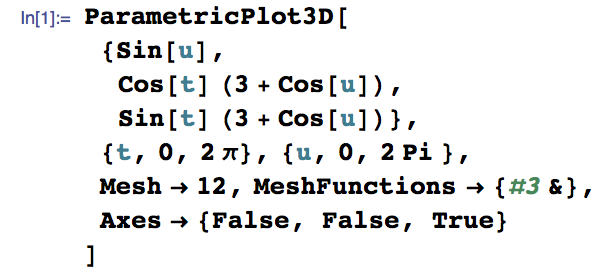 In[1]:= ParametricPlot3D[
{Sin[u],
Cos[t] (3 + Cos[u]),
Sin[t] (3 + Cos[u])},
{t, 0, 2 π}, {u, 0, 2 Pi },
Mesh → 12, MeshFunctions → {#3 &},
Axes → {False, False, True}
]